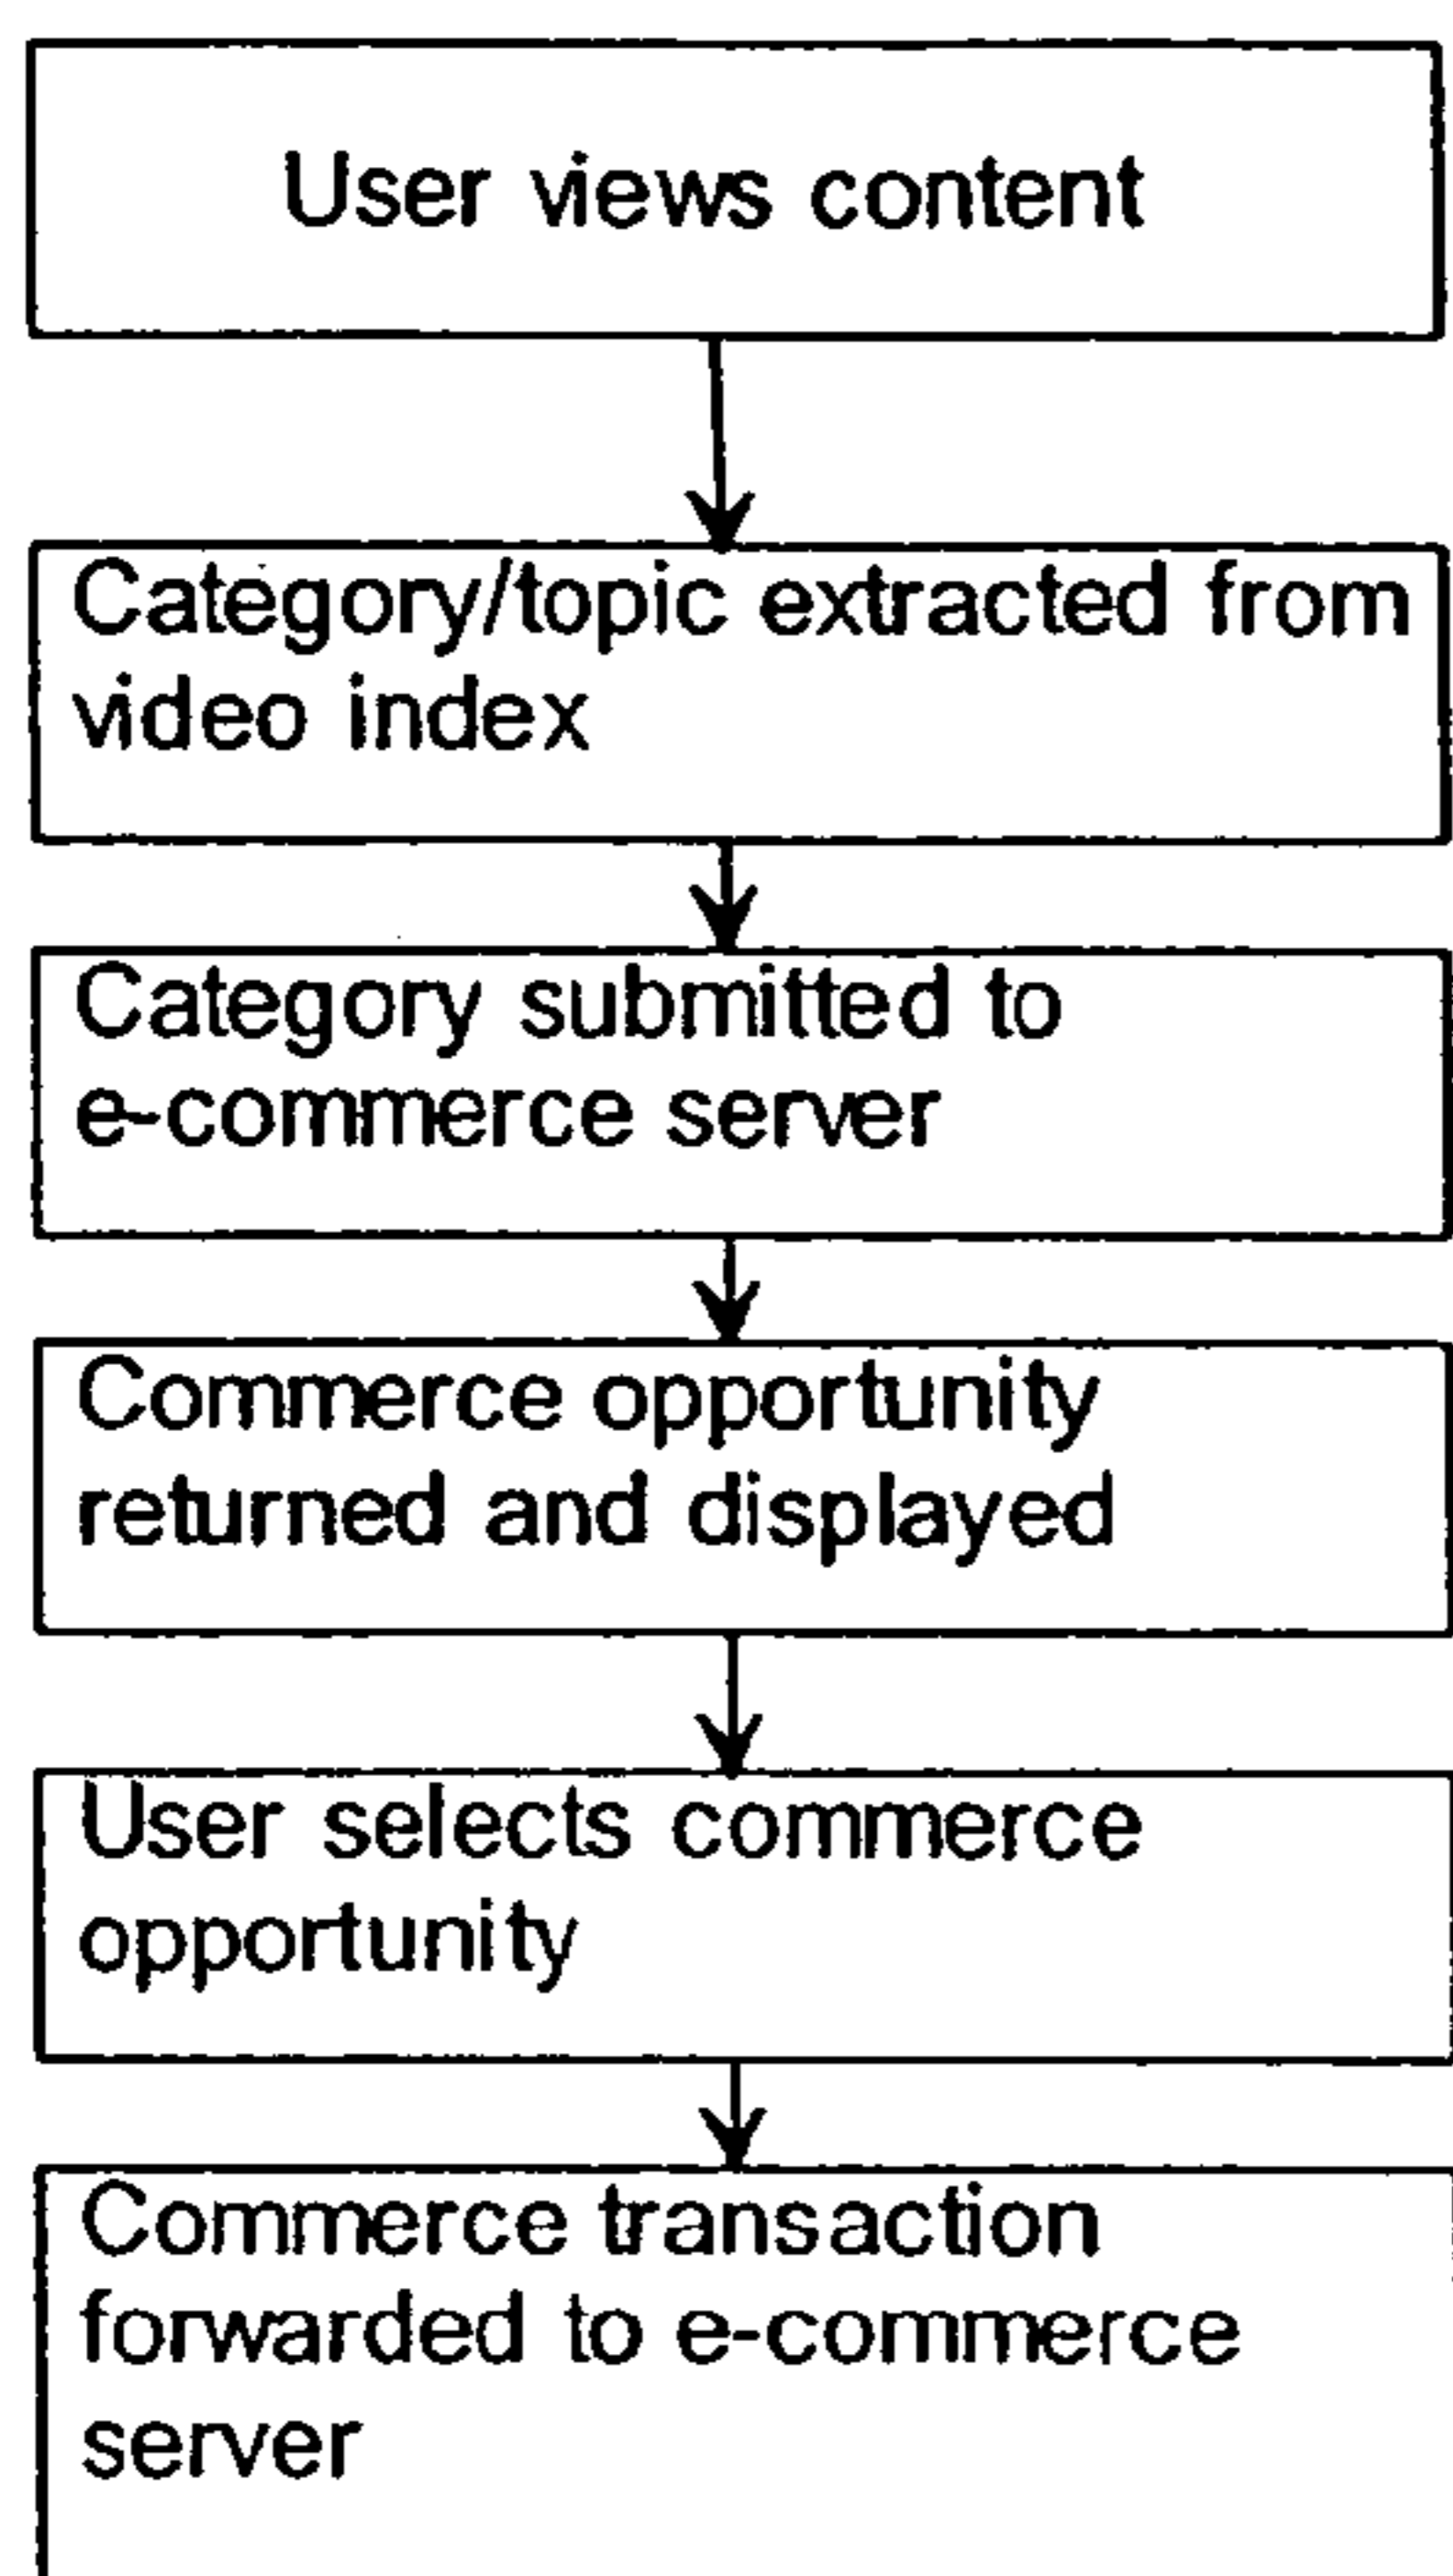 User views content
Category/topic extracted from
video index
Category submitted to
e-commerce server
Commerce opportunity
returned and displayed
User selects commerce
opportunity
Commerce transaction
forwarded to e-commerce
server